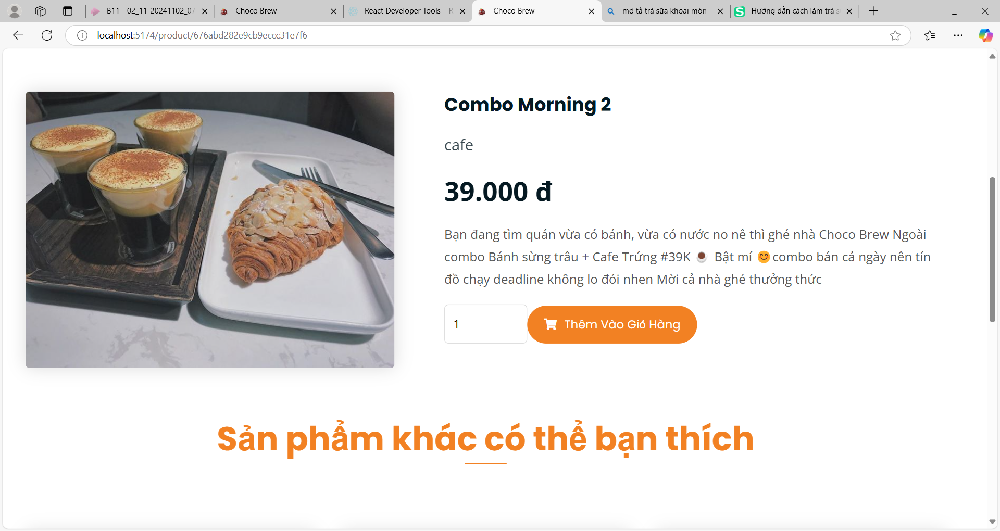 B11 - 02_11-20241102_07
Choco Brew
React Developer Tools – R
Choco Brew
mô tả trà sữa khoai môn -
Hướng dẫn cách làm trà s
localhost:5174/product/676abd282e9cb9eccc31e7f6
Combo Morning 2
cafe
39.000 đ
Bạn đang tìm quán vừa có bánh, vừa có nước no nê thì ghé nhà Choco Brew Ngoài
combo Bánh sừng trâu + Cafe Trứng #39K ☕ Bật mí 😊combo bán cả ngày nên tín
đồ chạy deadline không lo đói nhen Mời cả nhà ghé thưởng thức
1
Thêm Vào Giỏ Hàng
Sản phẩm khác có thể bạn thích